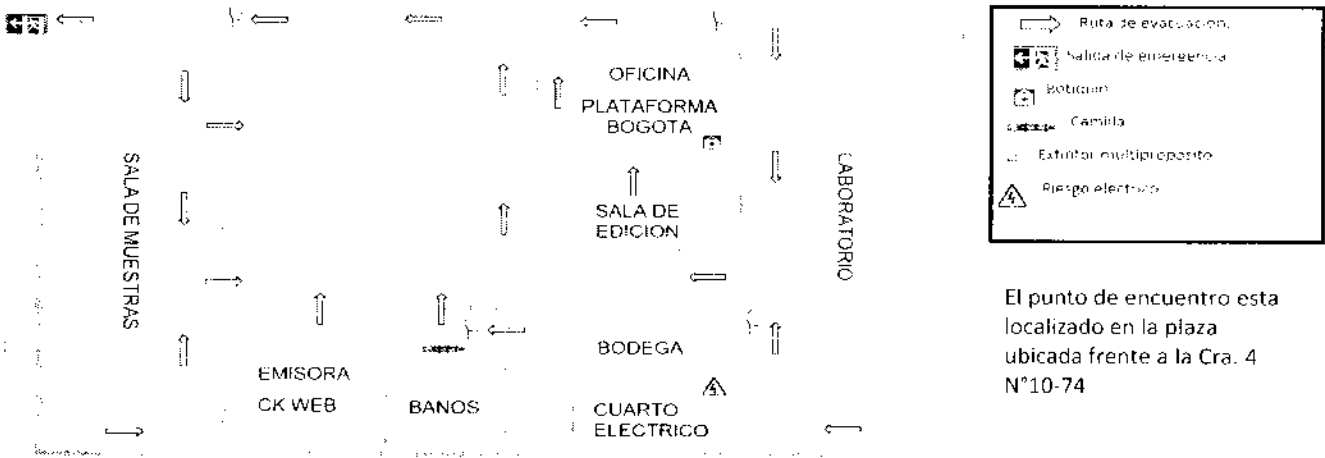 OFICINA
PLATAFORMA
BOGOTA
SALA DE
EDICION
SALA DE MUESTRAS
LABORATORIO
EMISORA
CK WEB
BANOS
BODEGA
CUARTO
ELECTRICO
Ruta de evacuación.
Salida de emergencia
Botiquin
Camilla
Extintor multiproposito
Riesgo electrico
El punto de encuentro esta
localizado en la plaza
ubicada frente a la Cra. 4
N°10-74